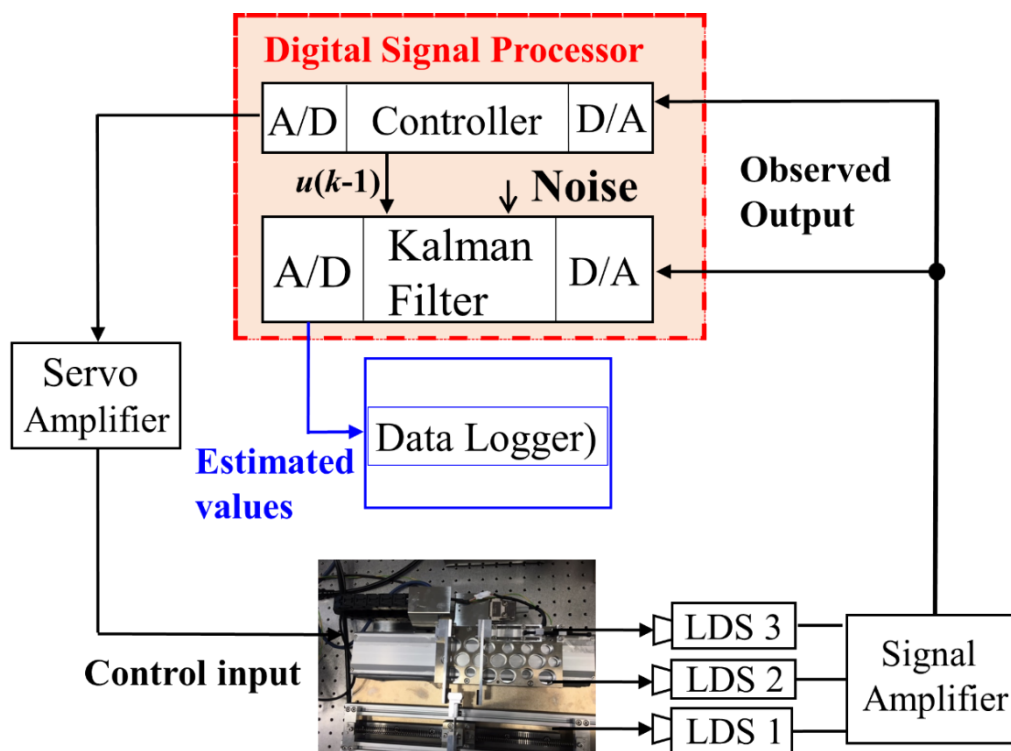 Digital Signal Processor
A/D
Controller
D/A
u(k-1)
Noise
Observed
Output
A/D
Kalman
Filter
D/A
Servo
Amplifier
Data Logger)
Estimated
values
Control input
LDS 3
LDS 2
LDS 1
Signal
Amplifier